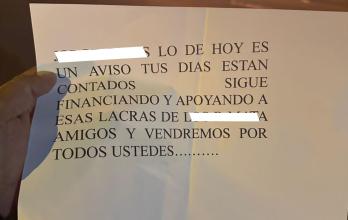 S LO DE HOY ES
UN AVISO TUS DIAS ESTAN
CONTADOS SIGUE
FINANCIANDO Y APOYANDO A
ESAS LACRAS DE
AMIGOS Y VENDREMOS POR
TODOS USTEDES..........